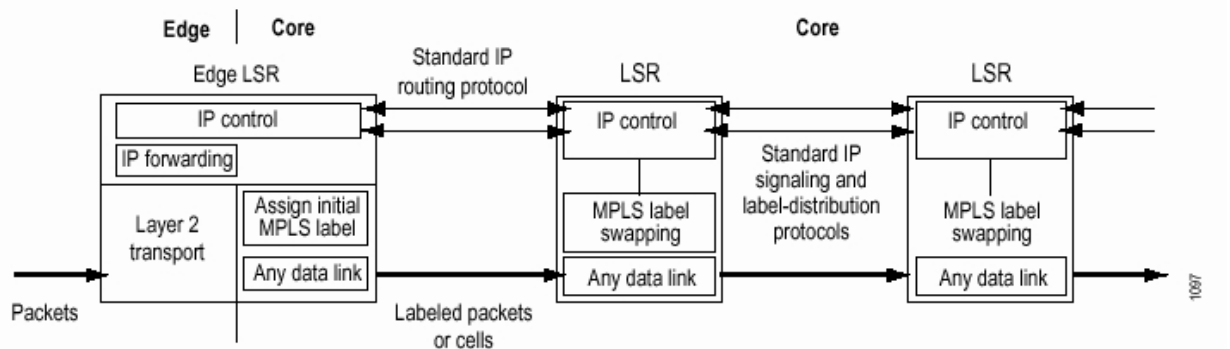 Edge
Core
Core
Edge LSR
Standard IP
routing protocol
LSR
LSR
IP control
IP control
IP control
IP forwarding
Standard IP
signaling and
label-distribution
protocols
Layer 2
transport
Assign initial
MPLS label
MPLS label
swapping
MPLS label
swapping
Any data link
Any data link
Any data link
Packets
Labeled packets
or cells
1097